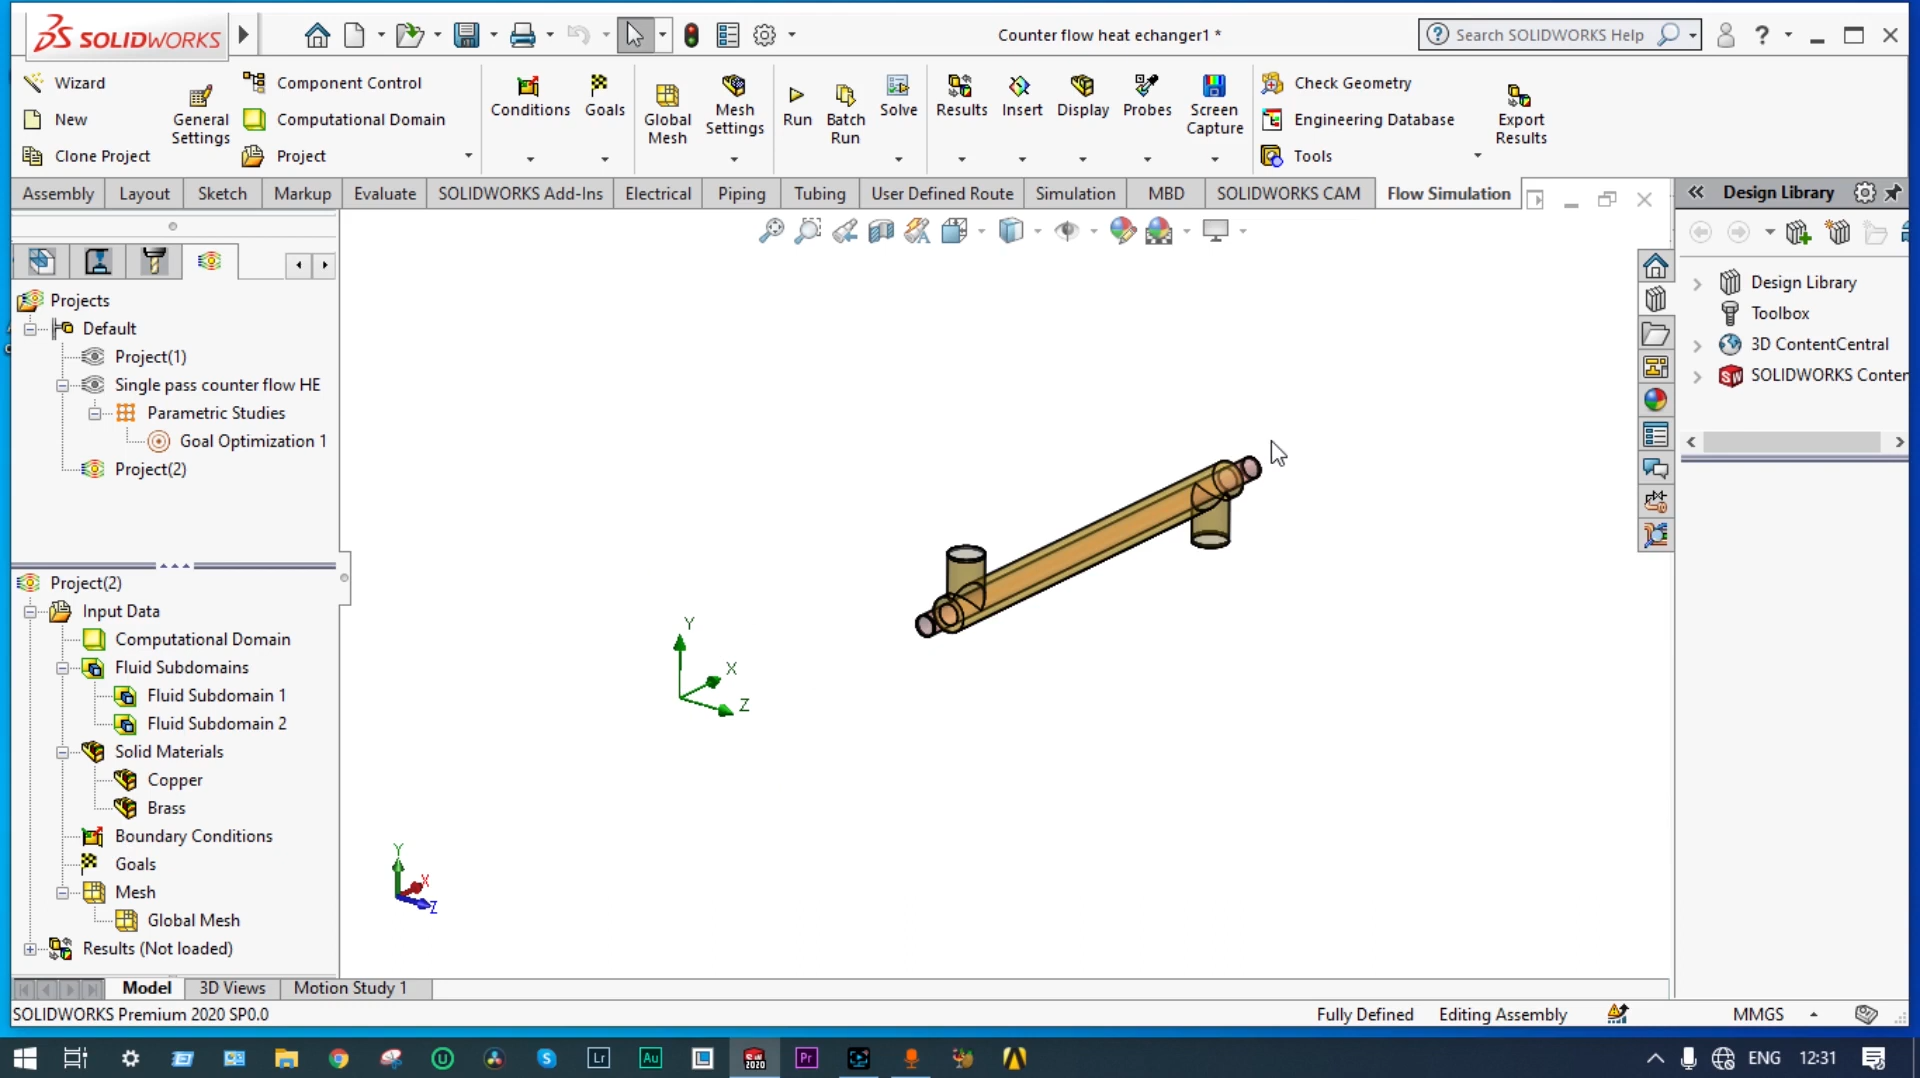 SOLIDWORKS
Counter flow heat echanger1 *
Search SOLIDWORKS Help
?
Wizard
New
Clone Project
General Settings
Component Control
Computational Domain
Project
Conditions
Goals
Global Mesh
Mesh Settings
Run
Batch Run
Solve
Results
Insert
Display
Probes
Screen Capture
Check Geometry
Engineering Database
Tools
Export Results
Assembly
Layout
Sketch
Markup
Evaluate
SOLIDWORKS Add-Ins
Electrical
Piping
Tubing
User Defined Route
Simulation
MBD
SOLIDWORKS CAM
Flow Simulation
Design Library
Projects
Default
Project(1)
Single pass counter flow HE
Parametric Studies
Goal Optimization 1
Project(2)
Design Library
Toolbox
3D ContentCentral
SOLIDWORKS Conter
Project(2)
Input Data
Computational Domain
Fluid Subdomains
Fluid Subdomain 1
Fluid Subdomain 2
Solid Materials
Copper
Brass
Boundary Conditions
Goals
Mesh
Global Mesh
Results (Not loaded)
Y
X
Z
Y
X
Z
Model
3D Views
Motion Study 1
SOLIDWORKS Premium 2020 SP0.0
Fully Defined
Editing Assembly
MMGS
Lr
Au
SW 2020
Pr
ENG
12:31